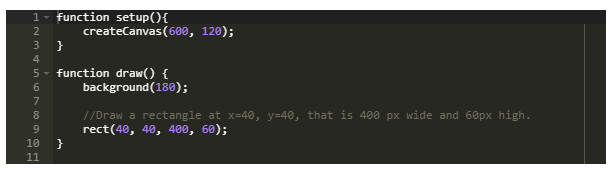 1 function setup(){
2 createCanvas(600, 120);
3 }
4
5 function draw() {
6 background(180);
7
8 //Draw a rectangle at x=40, y=40, that is 400 px wide and 60px high.
9 rect(40, 40, 400, 60);
10 }
11